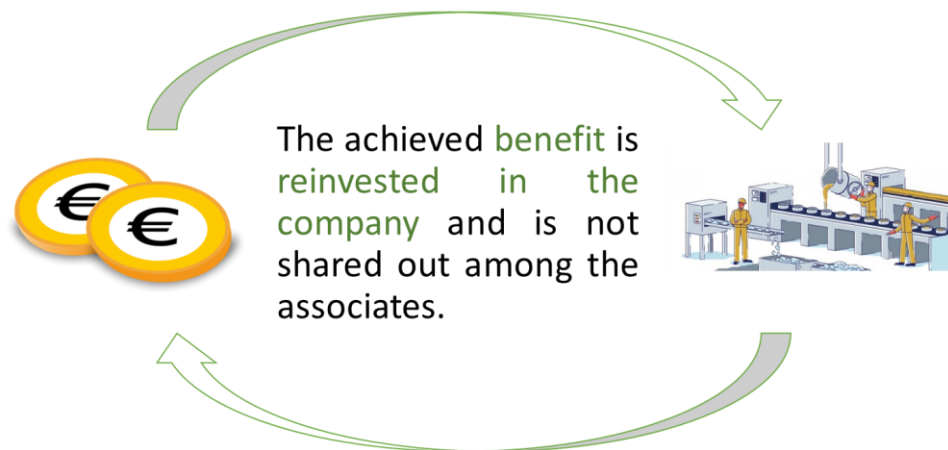 The achieved benefit is
reinvested in the
company and is not
shared out among the
associates.
€
€